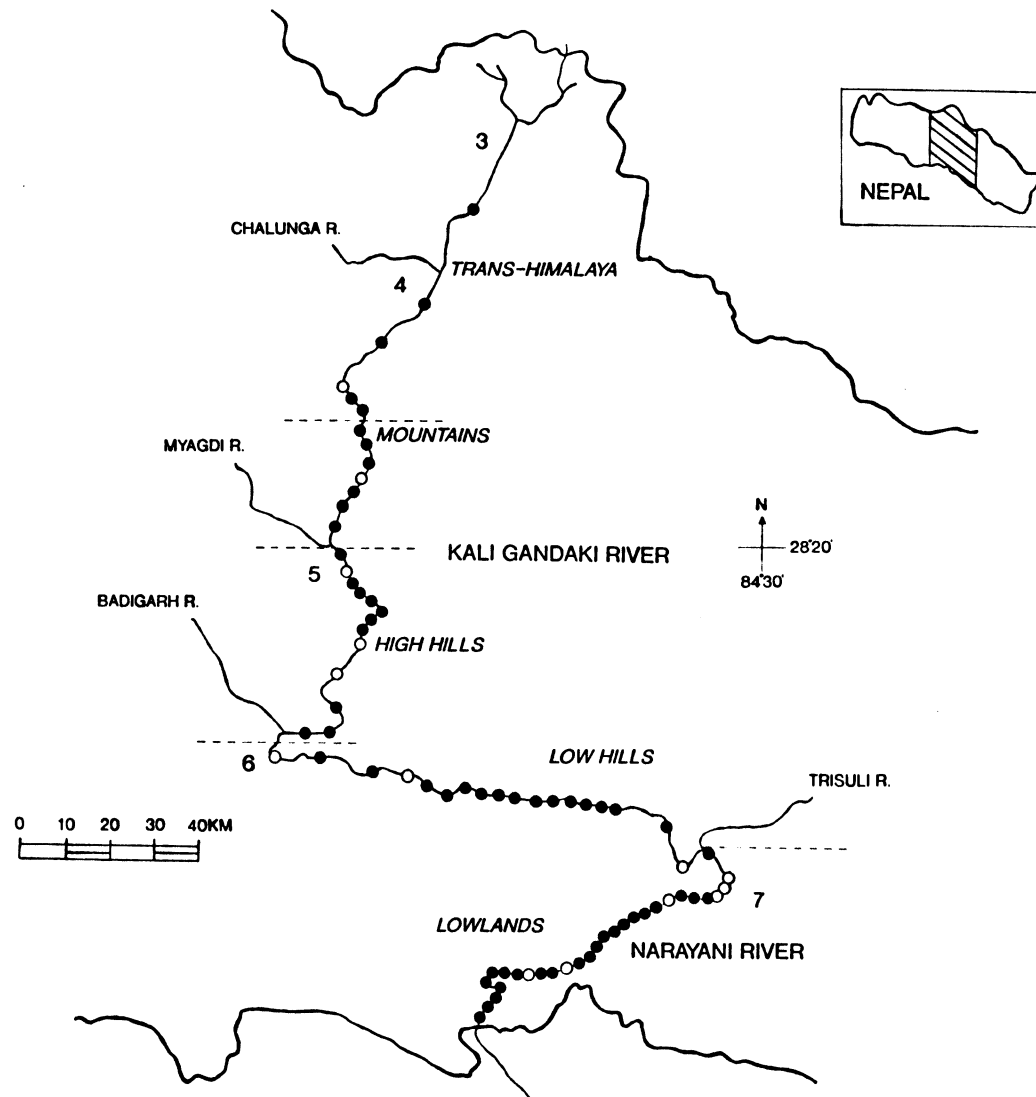 3
NEPAL
CHALUNGA R.
TRANS-HIMALAYA
4
MOUNTAINS
MYAGDI R.
N
KALI GANDAKI RIVER
28°20'
5
84°30'
BADIGARH R.
HIGH HILLS
6
LOW HILLS
TRISULI R.
0 10 20 30 40KM
7
LOWLANDS
NARAYANI RIVER